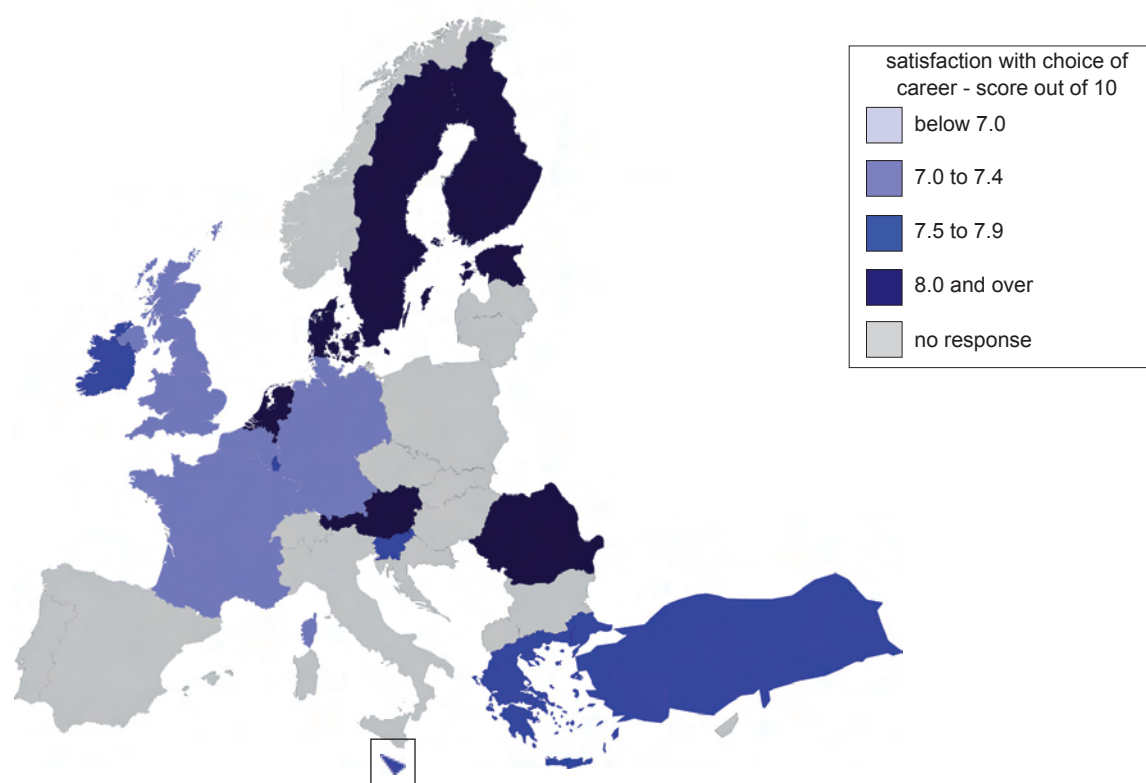 satisfaction with choice of
career - score out of 10
below 7.0
7.0 to 7.4
7.5 to 7.9
8.0 and over
no response